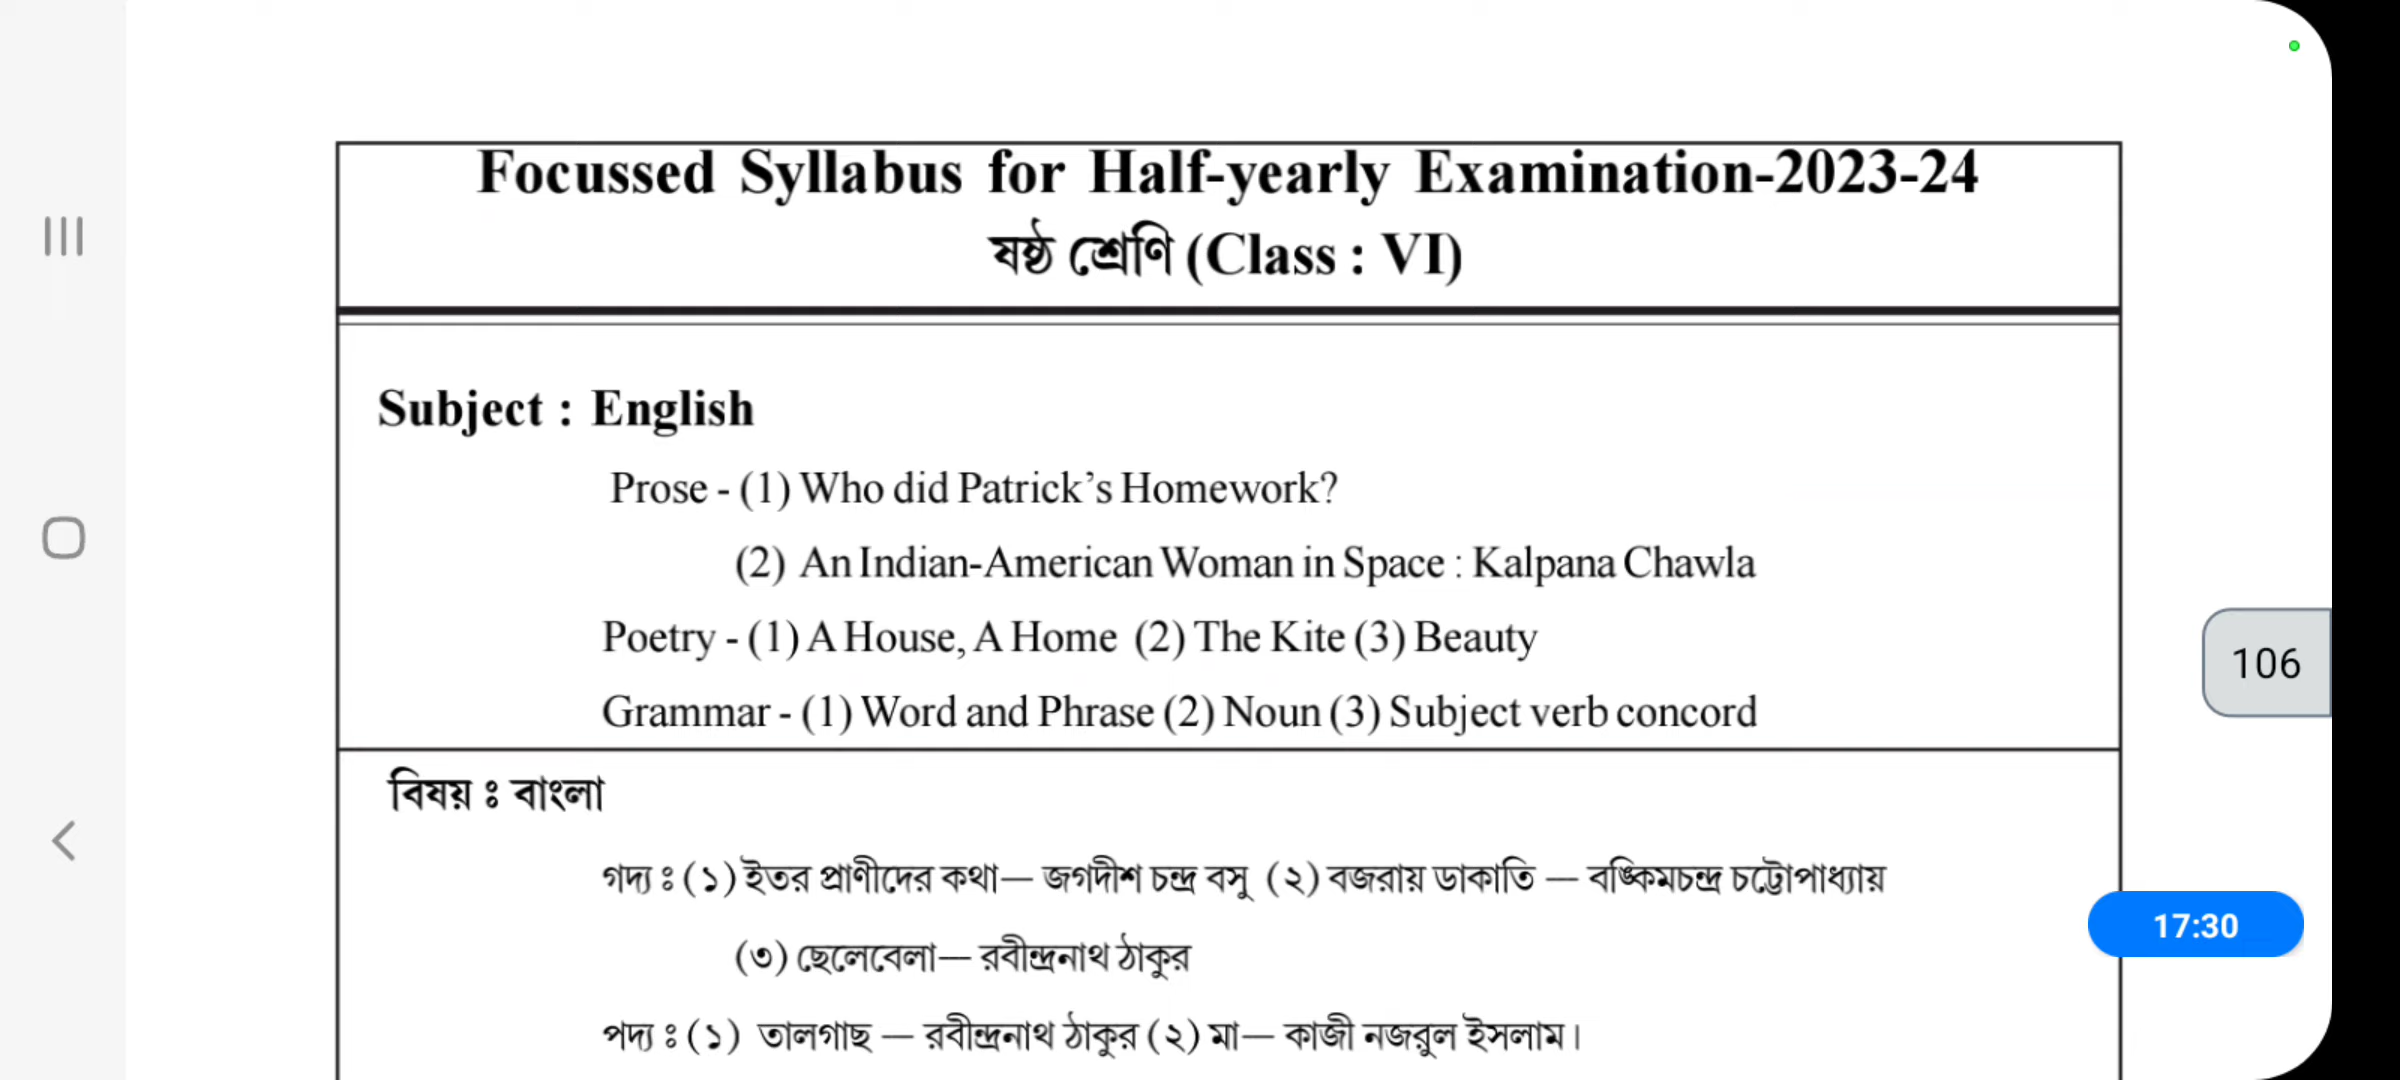 Focussed Syllabus for Half-yearly Examination-2023-24
ষষ্ঠ শ্রেণি (Class : VI)
Subject : English
Prose - (1) Who did Patrick’s Homework?
(2) An Indian-American Woman in Space : Kalpana Chawla
Poetry - (1) A House, A Home (2) The Kite (3) Beauty
106
Grammar - (1) Word and Phrase (2) Noun (3) Subject verb concord
বিষয় ঃ বাংলা
গদ্য ঃ (১) ইতর প্রাণীদের কথা— জগদীশ চন্দ্র বসু (২) বজরায় ডাকাতি — বঙ্কিমচন্দ্র চট্টোপাধ্যায়
17:30
(৩) ছেলেবেলা— রবীন্দ্রনাথ ঠাকুর
পদ্য ঃ (১) তালগাছ — রবীন্দ্রনাথ ঠাকুর (২) মা— কাজী নজরুল ইসলাম।